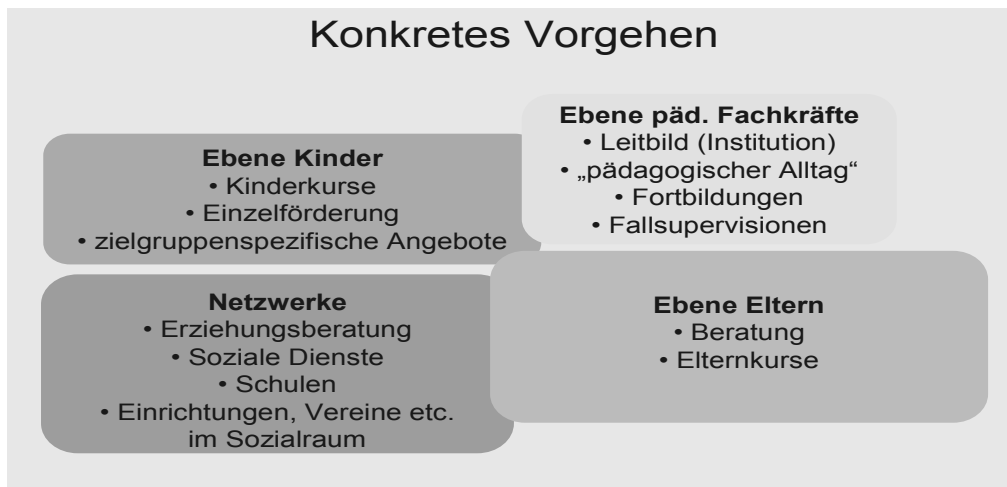 Konkretes Vorgehen
Ebene Kinder
• Kinderkurse
• Einzelförderung
• zielgruppenspezifische Angebote
Ebene päd. Fachkräfte
• Leitbild (Institution)
• „pädagogischer Alltag“
• Fortbildungen
• Fallsupervisionen
Netzwerke
• Erziehungsberatung
• Soziale Dienste
• Schulen
• Einrichtungen, Vereine etc.
im Sozialraum
Ebene Eltern
• Beratung
• Elternkurse